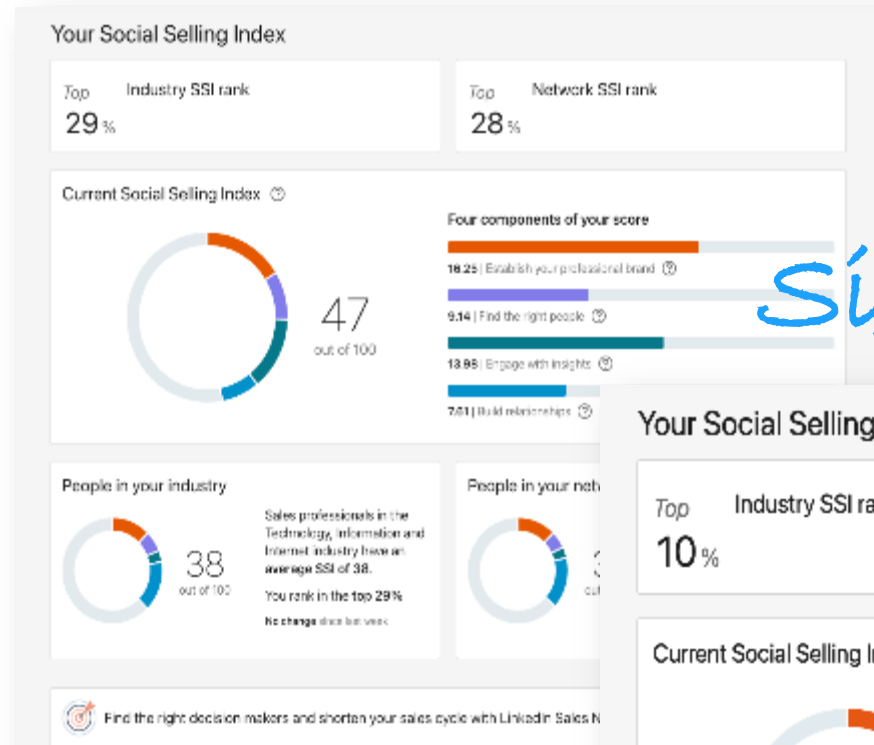 Your Social Selling Index
Top Industry SSI rank
29 %
Top Network SSI rank
28 %
Current Social Selling Index
47
out of 100
Four components of your score
16.25 | Establish your professional brand
9.14 | Find the right people
13.98 | Engage with insights
7.61 | Build relationships
People in your industry
38
out of 100
Sales professionals in the
Technology, Information and
Internet industry have an
average SSI of 38.
You rank in the top 29%
No change since last week
People in your
Find the right decision makers and shorten your sales cycle with LinkedIn Sales
Your Social Selling
Top Industry SSI
10 %
Current Social Selling